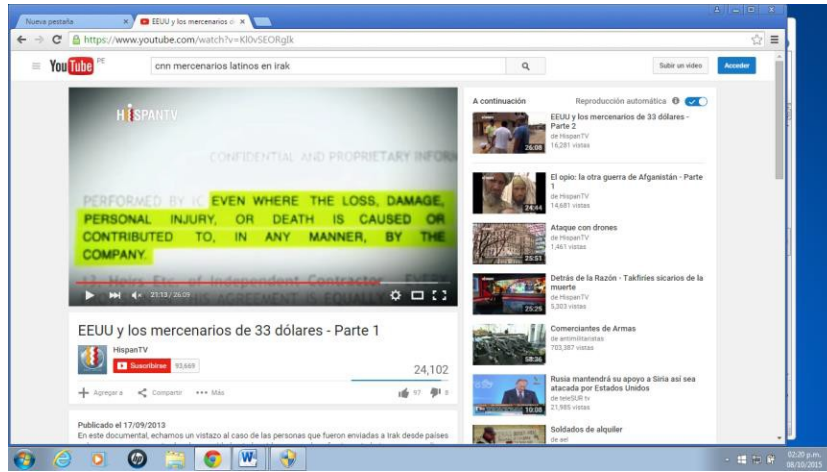 Nueva pestaña
EEUU y los mercenarios d
https://www.youtube.com/watch?v=Kl0vSEORgIk
YouTube PE
cnn mercenarios latinos en irak
Subir un video
Acceder
HISPANTV
CONFIDENTIAL AND PROPRIETARY INFORM
PERFORMED BY IC EVEN WHERE THE LOSS, DAMAGE,
PERSONAL INJURY, OR DEATH IS CAUSED OR
CONTRIBUTED TO, IN ANY MANNER, BY THE
COMPANY.
13. Heirs Etc. of Independent Contractor. EVERY
AGREEMENT EQUALLY
21:13 / 26:09
EEUU y los mercenarios de 33 dólares - Parte 1
HispanTV
Suscribirse 93,669
24,102
Agregar a Compartir Más
97 8
Publicado el 17/09/2013
En este documental, echamos un vistazo al caso de las personas que fueron enviadas a Irak desde países
A continuación
Reproducción automática
EEUU y los mercenarios de 33 dólares -
Parte 2
de HispanTV
16,281 vistas
26:08
El opio: la otra guerra de Afganistán - Parte
1
de HispanTV
14,681 vistas
24:44
Ataque con drones
1,461 vistas
25:51
Detrás de la Razón - Takfiríes sicarios de la
muerte
de HispanTV
5,303 vistas
25:25
Comerciantes de Armas
de antimilitaristas
703,387 vistas
58:36
Rusia mantendrá su apoyo a Siria así sea
atacada por Estados Unidos
de teleSUR tv
21,985 vistas
10:08
Soldados de alquiler
de ael
02:20 p.m.
08/10/2015